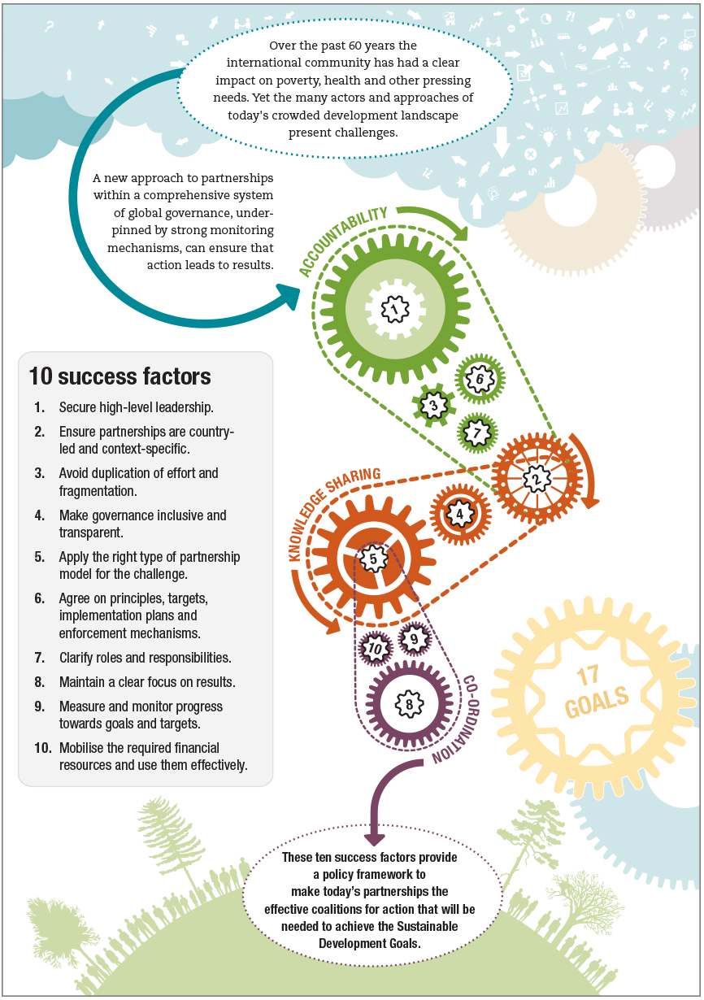 Over the past 60 years the
international community has had a clear
impact on poverty, health and other pressing
needs. Yet the many actors and approaches of
today's crowded development landscape
present challenges.
A new approach to partnerships
within a comprehensive system
of global governance, under-
pinned by strong monitoring
mechanisms, can ensure that
action leads to results.
ACCOUNTABILITY
1
6
3
7
2
KNOWLEDGE SHARING
4
5
10
9
8
CO-ORDINATION
10 success factors
1. Secure high-level leadership.
2. Ensure partnerships are country-
led and context-specific.
3. Avoid duplication of effort and
fragmentation.
4. Make governance inclusive and
transparent.
5. Apply the right type of partnership
model for the challenge.
6. Agree on principles, targets,
implementation plans and
enforcement mechanisms.
7. Clarify roles and responsibilities.
8. Maintain a clear focus on results.
9. Measure and monitor progress
towards goals and targets.
10. Mobilise the required financial
resources and use them effectively.
17
GOALS
These ten success factors provide
a policy framework to
make today's partnerships the
effective coalitions for action that will be
needed to achieve the Sustainable
Development Goals.